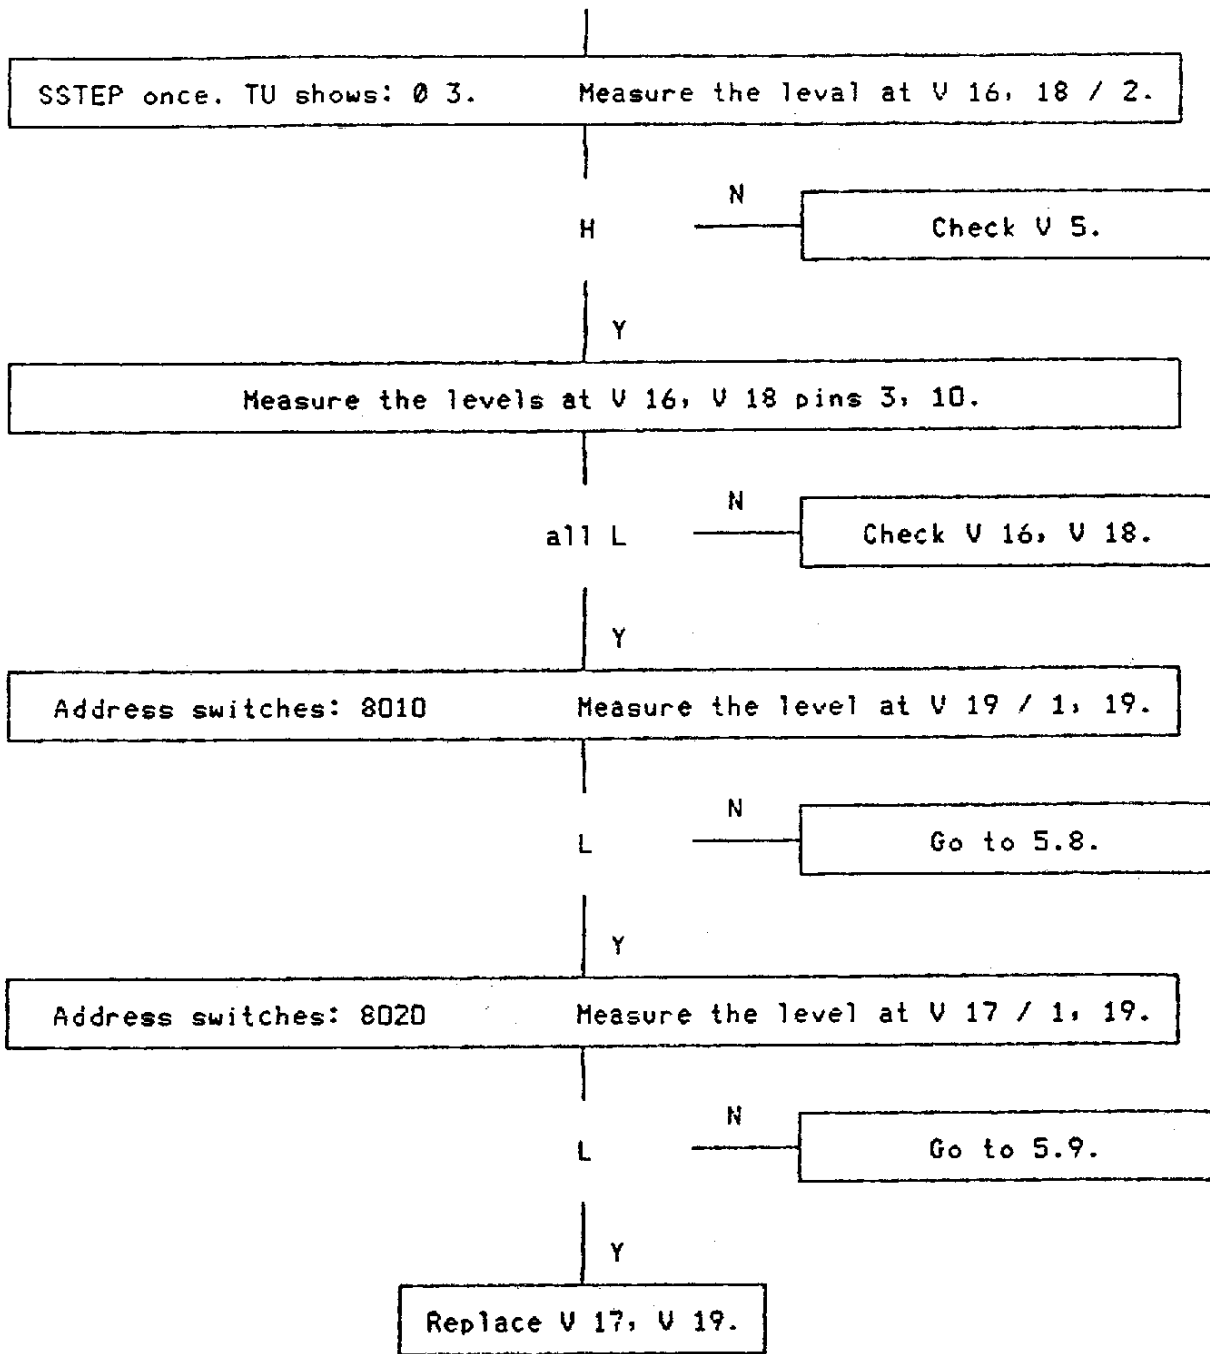 SSTEP once. TU shows: 0 3. Measure the leval at V 16, 18 / 2.
N
H
Check V 5.
Y
Measure the levels at V 16, V 18 pins 3, 10.
N
all L
Check V 16, V 18.
Y
Address switches: 8010 Measure the level at V 19 / 1, 19.
N
L
Go to 5.8.
Y
Address switches: 8020 Measure the level at V 17 / 1, 19.
N
L
Go to 5.9.
Y
Replace V 17, V 19.